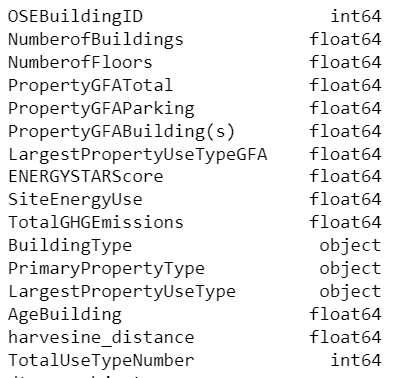 OSEBuildingID int64
NumberofBuildings float64
NumberofFloors float64
PropertyGFATotal float64
PropertyGFAParking float64
PropertyGFABuilding(s) float64
LargestPropertyUseTypeGFA float64
ENERGYSTARScore float64
SiteEnergyUse float64
TotalGHGEmissions float64
BuildingType object
PrimaryPropertyType object
LargestPropertyUseType object
AgeBuilding float64
harvesine_distance float64
TotalUseTypeNumber int64